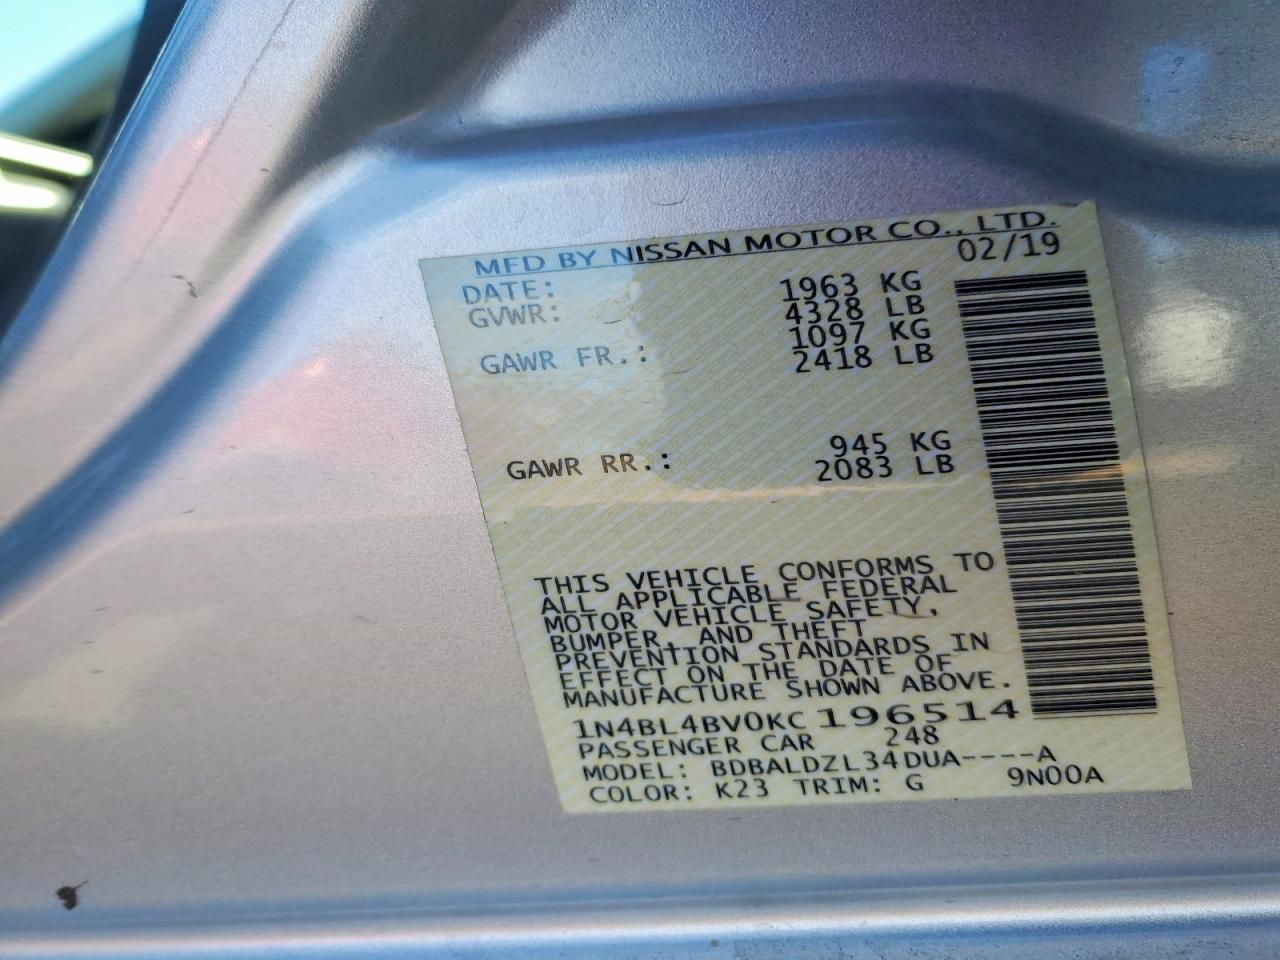 MFD BY NISSAN MOTOR CO., LTD.
DATE: 02/19
GVWR: 1963 KG
4328 LB
GAWR FR.: 1097 KG
2418 LB
GAWR RR.: 945 KG
2083 LB
THIS VEHICLE CONFORMS TO
ALL APPLICABLE FEDERAL
MOTOR VEHICLE SAFETY,
BUMPER, AND THEFT
PREVENTION STANDARDS IN
EFFECT ON THE DATE OF
MANUFACTURE SHOWN ABOVE.
1N4BL4BV0KC196514
PASSENGER CAR 248
MODEL: BDBALDZL34DUA----A
COLOR: K23 TRIM: G 9N00A